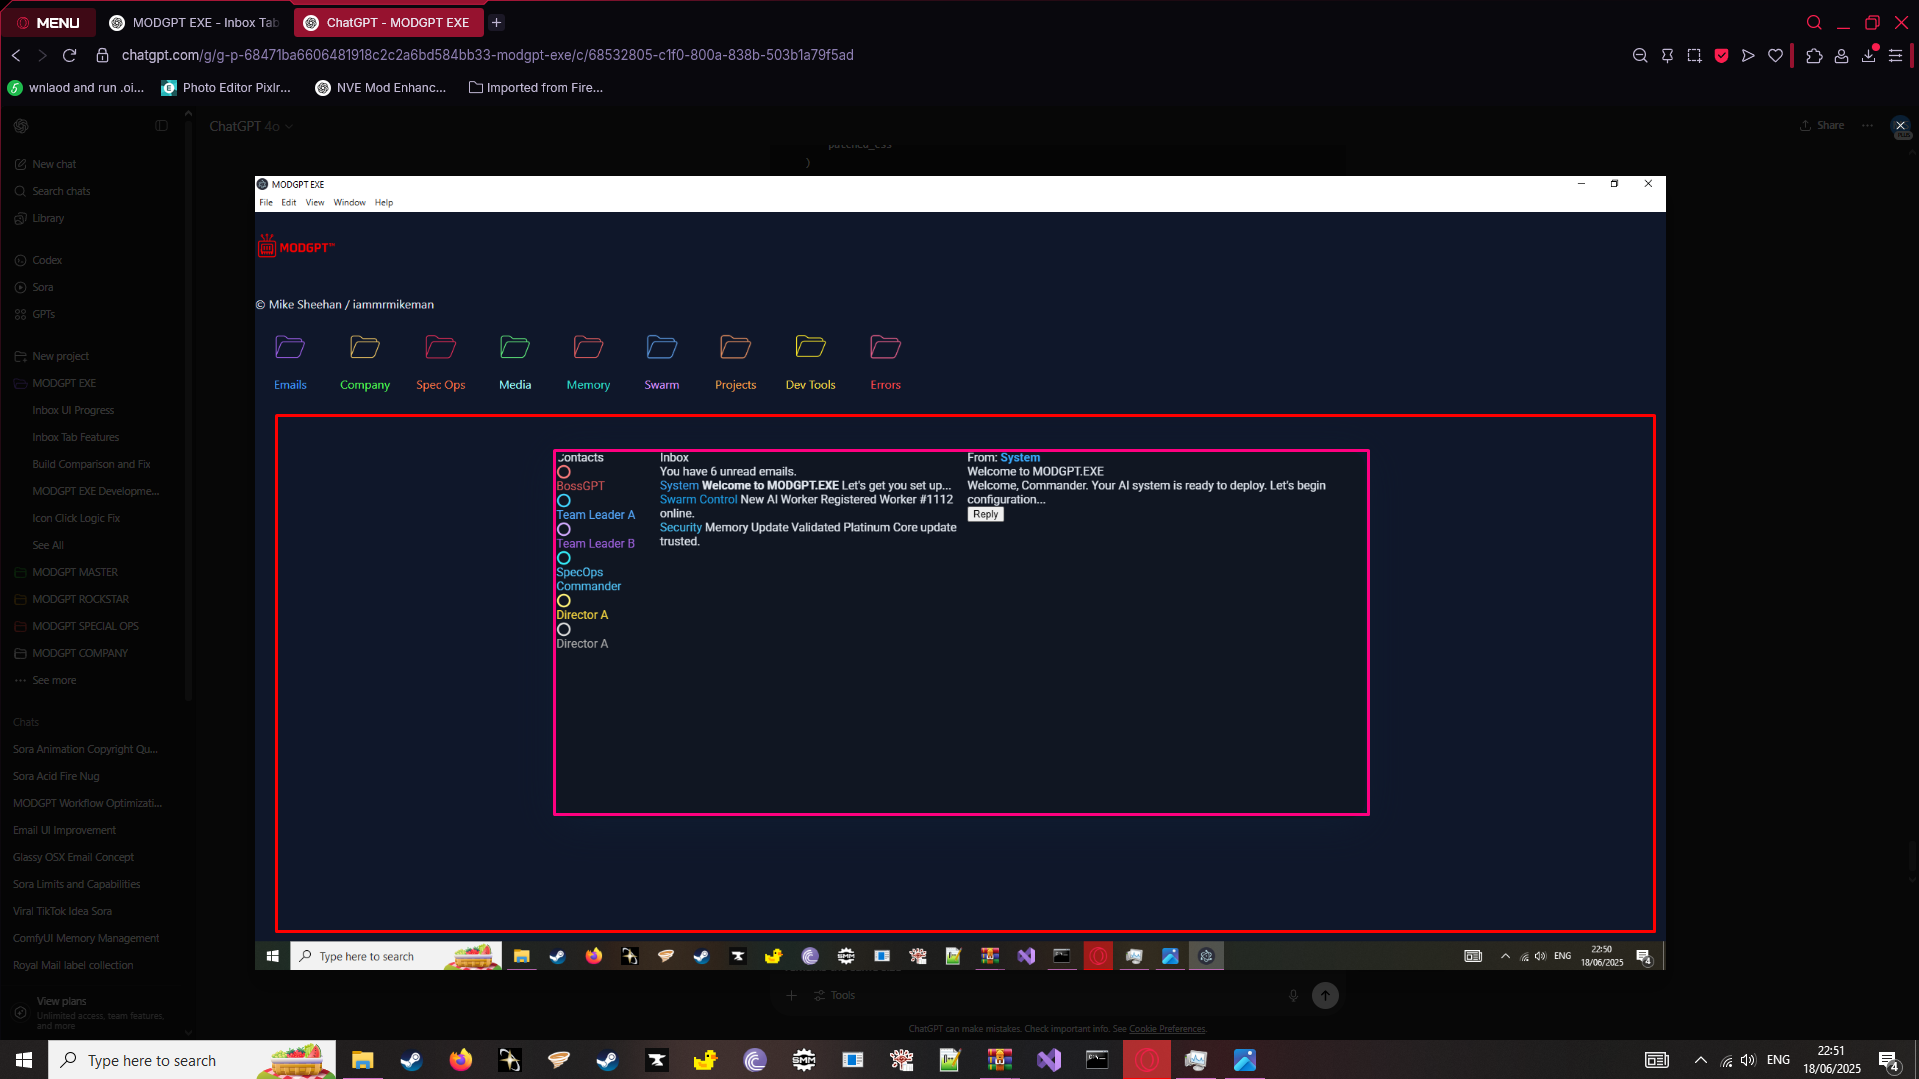 MENU
MODGPT EXE - Inbox Tab
ChatGPT - MODGPT EXE
chatgpt.com/g/g-p-68471ba6606481918c2c2a6bd584bb33-modgpt-exe/c/68532805-c1f0-800a-838b-503b1a79f5ad
wnlaod and run .oi...
Photo Editor Pixlr...
NVE Mod Enhanc...
Imported from Fire...
ChatGPT 4o
Share
New chat
Search chats
Library
Codex
Sora
GPTs
New project
MODGPT EXE
Inbox UI Progress
Inbox Tab Features
Build Comparison and Fix
MODGPT EXE Developme...
Icon Click Logic Fix
See All
MODGPT MASTER
MODGPT ROCKSTAR
MODGPT SPECIAL OPS
MODGPT COMPANY
See more
Chats
Sora Animation Copyright Qu...
Sora Acid Fire Nug
MODGPT Workflow Optimizati...
Email UI Improvement
Glassy OSX Email Concept
Sora Limits and Capabilities
Viral TikTok Idea Sora
ComfyUI Memory Management
Royal Mail label collection
View plans
Unlimited access, team features,
and more
)
MODGPT EXE
File Edit View Window Help
MODGPT™
© Mike Sheehan / iammrmikeman
Emails
Company
Spec Ops
Media
Memory
Swarm
Projects
Dev Tools
Errors
Contacts
BossGPT
Team Leader A
Team Leader B
SpecOps
Commander
Director A
Director A
Inbox
You have 6 unread emails.
System Welcome to MODGPT.EXE Let's get you set up...
Swarm Control New AI Worker Registered Worker #1112
online.
Security Memory Update Validated Platinum Core update
trusted.
From: System
Welcome to MODGPT.EXE
Welcome, Commander. Your AI system is ready to deploy. Let's begin
configuration...
Reply
Type here to search
SMM
ENG
22:50
18/06/2025
4
Tools
ChatGPT can make mistakes. Check important info. See Cookie Preferences.
Type here to search
SMM
ENG
22:51
18/06/2025
4